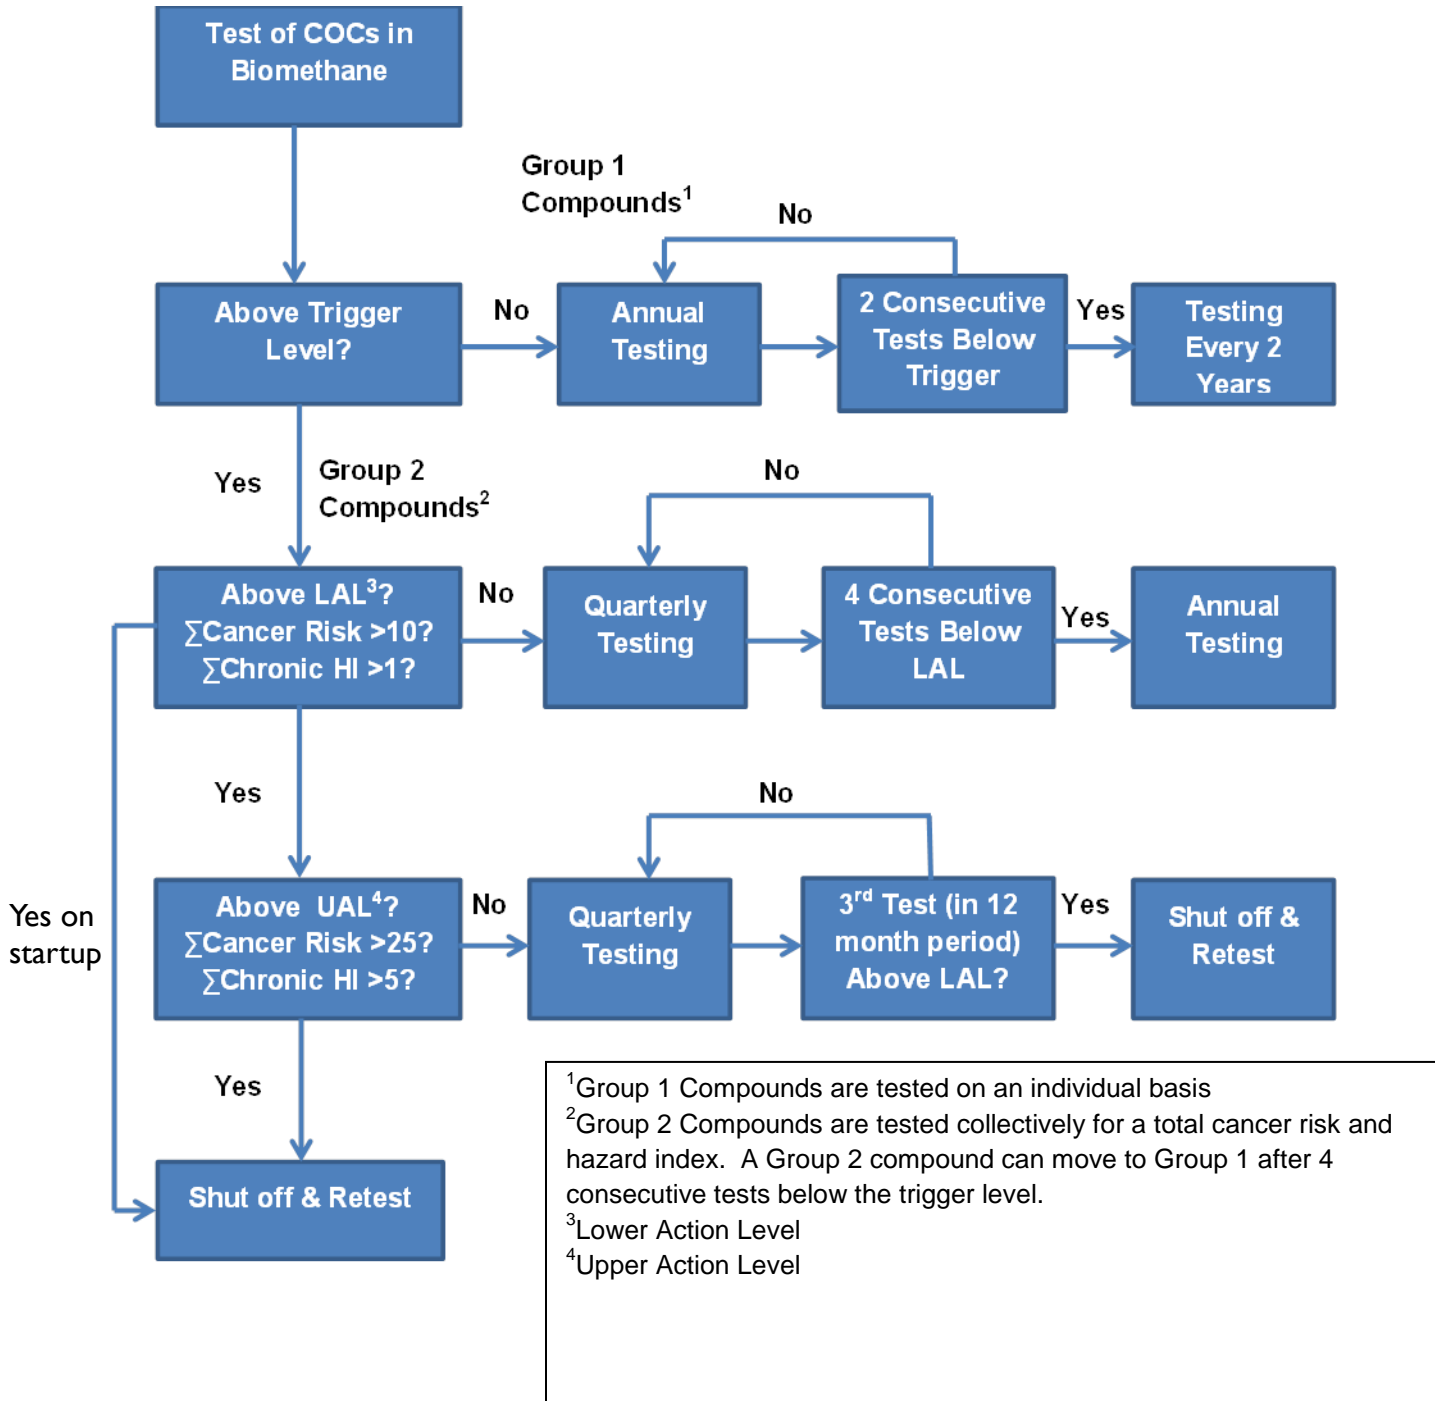 Test of COCs in
Biomethane
Group 1
Compounds¹
No
Above Trigger
Level?
No
Annual
Testing
2 Consecutive
Tests Below
Trigger
Yes
Testing
Every 2
Years
Yes
Group 2
Compounds²
No
Above LAL³?
∑Cancer Risk >10?
∑Chronic HI >1?
No
Quarterly
Testing
4 Consecutive
Tests Below
LAL
Yes
Annual
Testing
Yes
No
Yes on
startup
Above UAL⁴?
∑Cancer Risk >25?
∑Chronic HI >5?
No
Quarterly
Testing
3rd Test (in 12
month period)
Above LAL?
Yes
Shut off &
Retest
Yes
Shut off & Retest
¹Group 1 Compounds are tested on an individual basis
²Group 2 Compounds are tested collectively for a total cancer risk and
hazard index. A Group 2 compound can move to Group 1 after 4
consecutive tests below the trigger level.
³Lower Action Level
⁴Upper Action Level